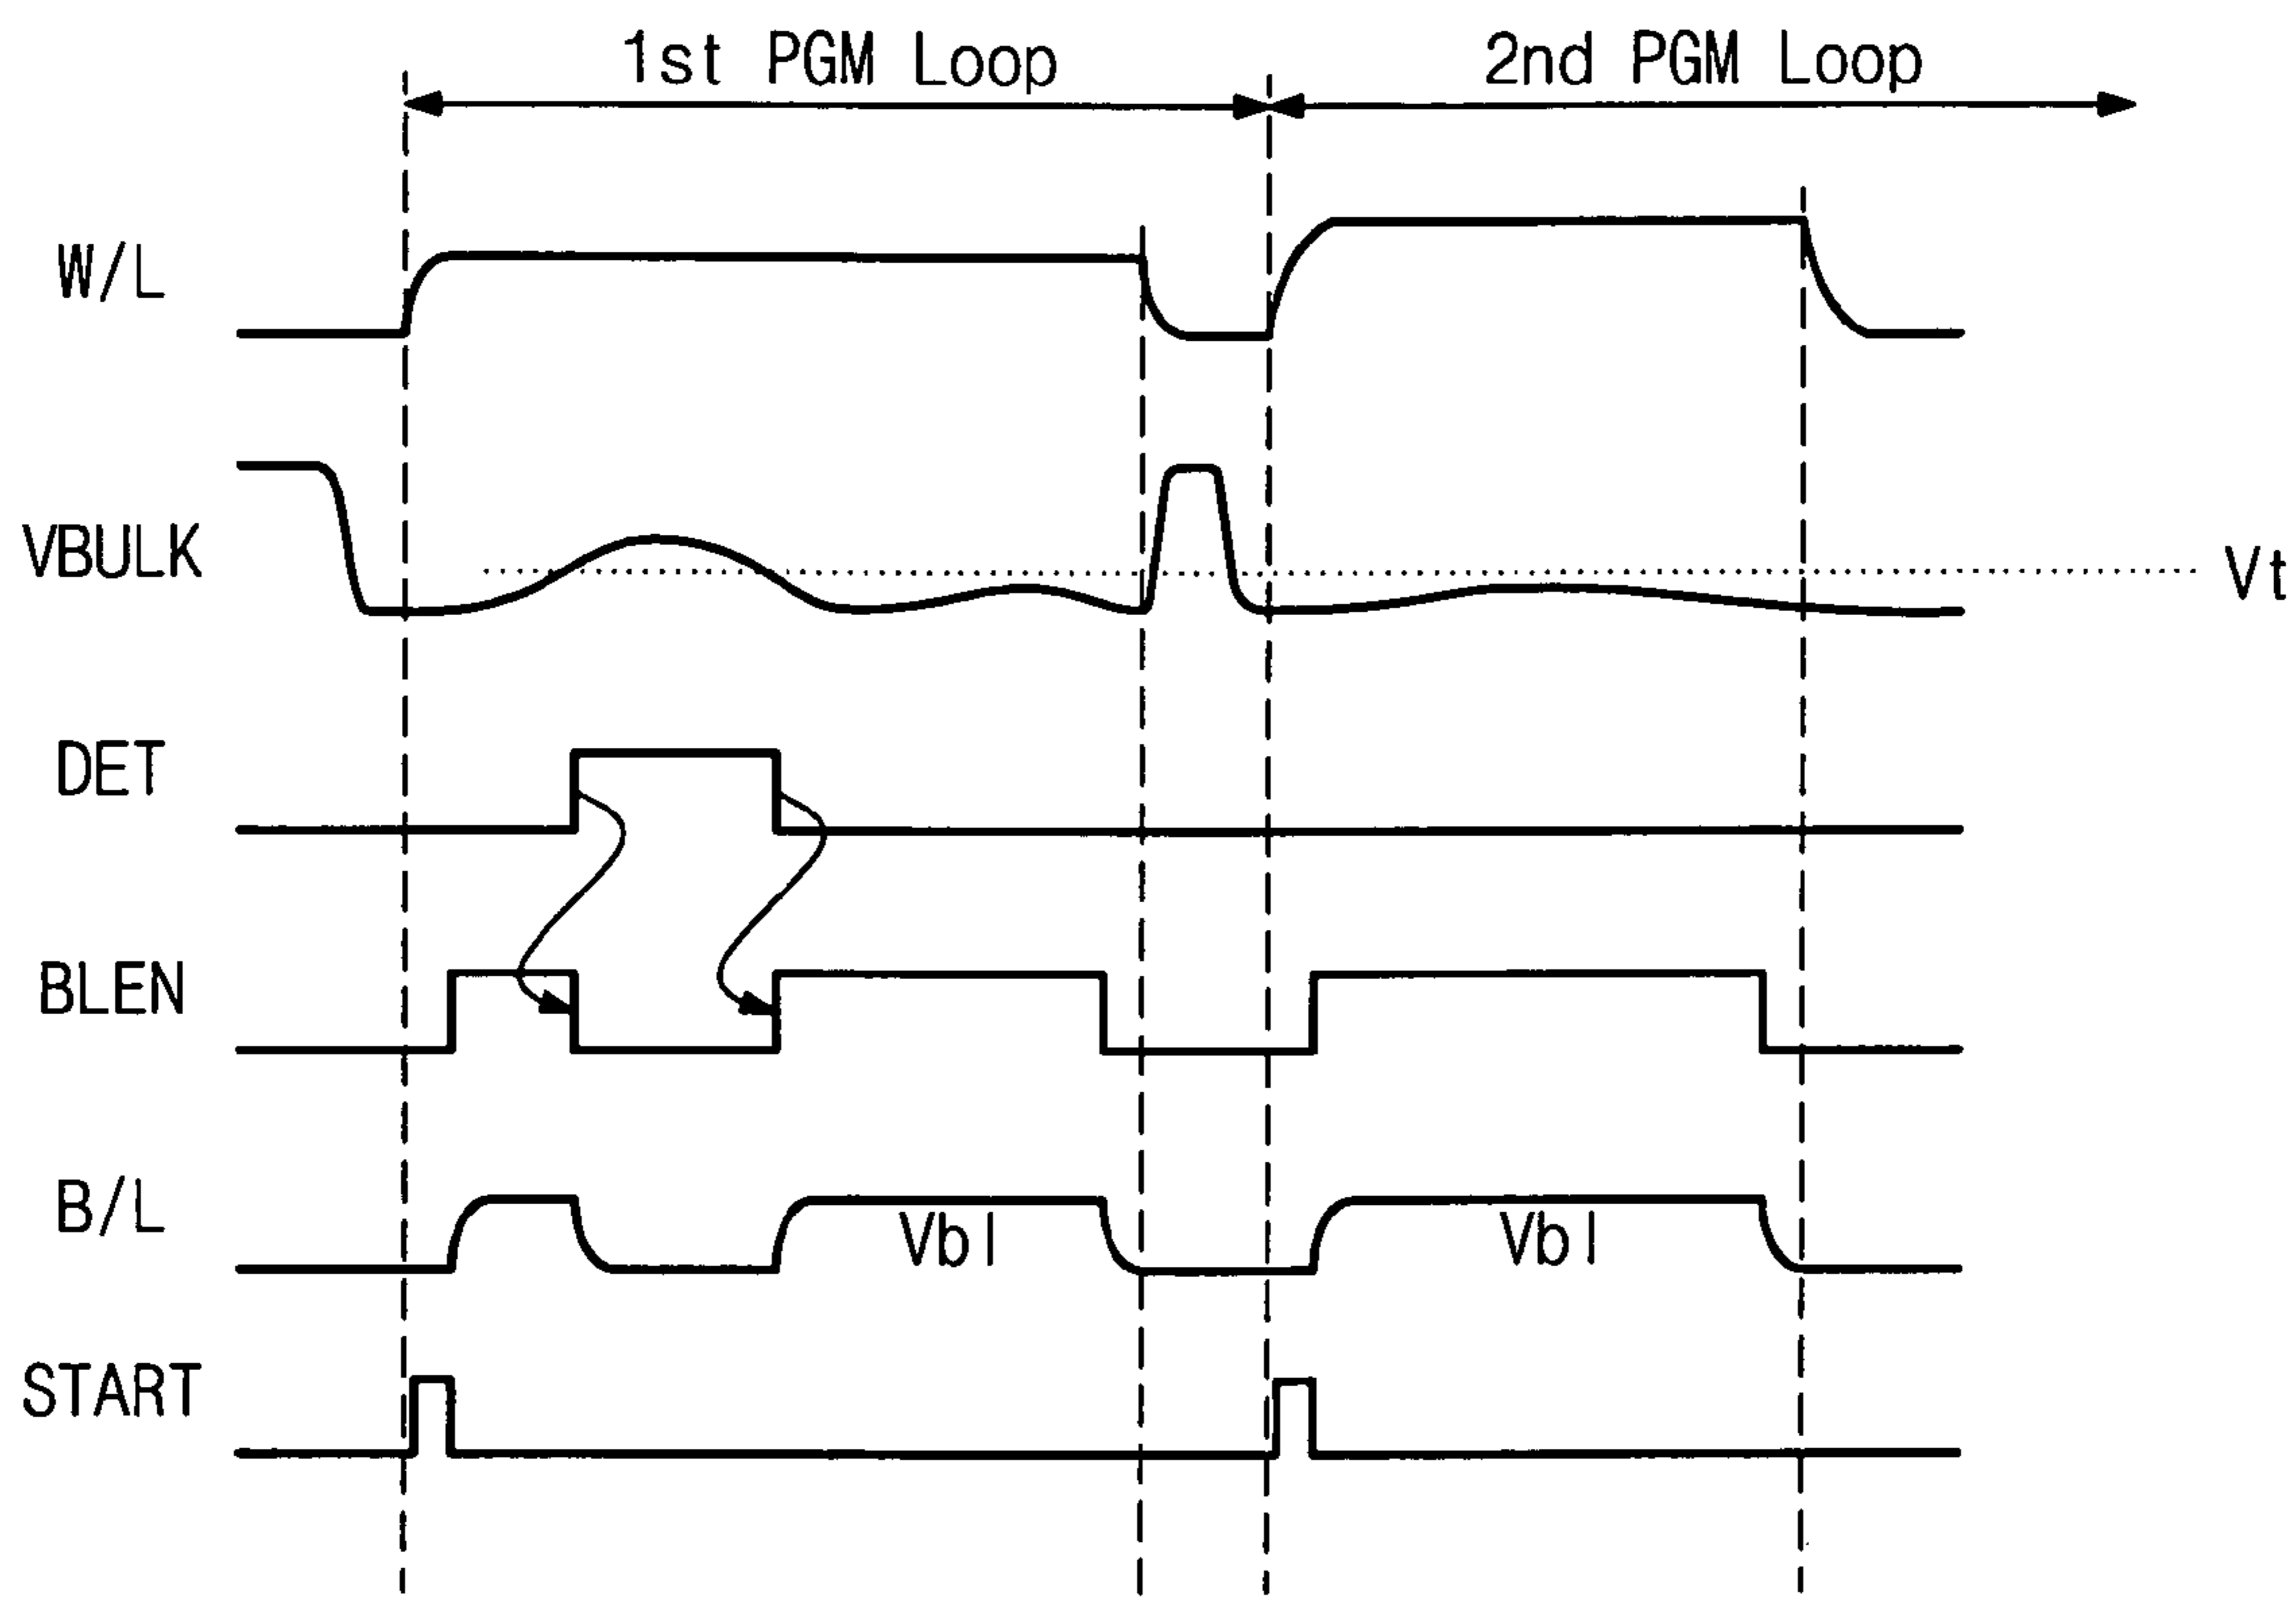 1st PGM Loop
2nd PGM Loop
W/L
VBULK
Vt
DET
BLEN
B/L
Vbl
Vbl
START